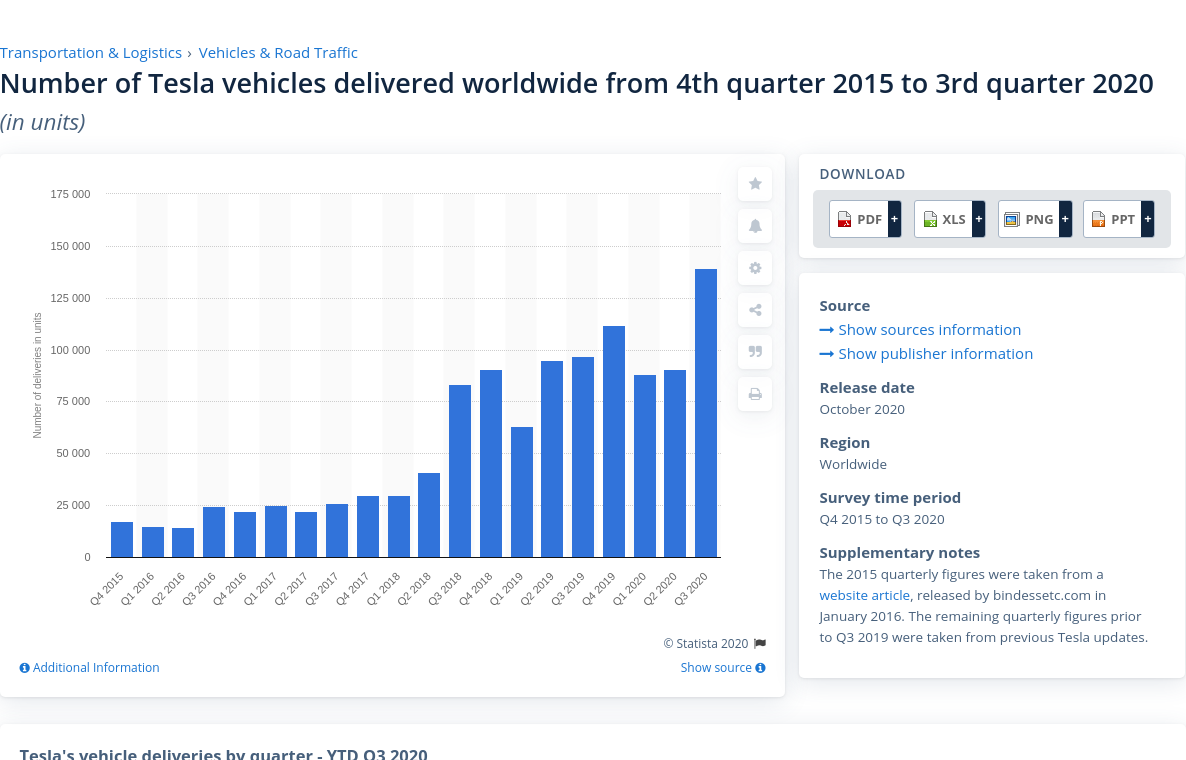 Transportation & Logistics › Vehicles & Road Traffic
Number of Tesla vehicles delivered worldwide from 4th quarter 2015 to 3rd quarter 2020
(in units)
175 000
150 000
125 000
100 000
75 000
50 000
25 000
0
Number of deliveries in units
Q4 2015
Q1 2016
Q2 2016
Q3 2016
Q4 2016
Q1 2017
Q2 2017
Q3 2017
Q4 2017
Q1 2018
Q2 2018
Q3 2018
Q4 2018
Q1 2019
Q2 2019
Q3 2019
Q4 2019
Q1 2020
Q2 2020
Q3 2020
© Statista 2020
Additional Information
Show source
DOWNLOAD
PDF + XLS + PNG + PPT +
Source
Show sources information
Show publisher information
Release date
October 2020
Region
Worldwide
Survey time period
Q4 2015 to Q3 2020
Supplementary notes
The 2015 quarterly figures were taken from a
website article, released by bindessetc.com in
January 2016. The remaining quarterly figures prior
to Q3 2019 were taken from previous Tesla updates.
Tesla's vehicle deliveries by quarter - YTD Q3 2020